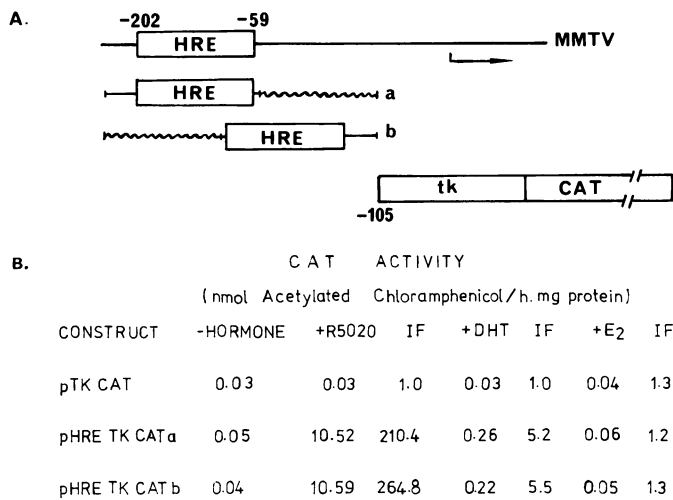 A.
-202 -59
HRE MMTV
HRE a
HRE b
tk CAT
-105
B.
CAT ACTIVITY
(nmol Acetylated Chloramphenicol/h.mg protein)
CONSTRUCT -HORMONE +R5020 IF +DHT IF +E2 IF
pTK CAT 0.03 0.03 1.0 0.03 1.0 0.04 1.3
pHRE TK CATa 0.05 10.52 210.4 0.26 5.2 0.06 1.2
pHRE TK CATb 0.04 10.59 264.8 0.22 5.5 0.05 1.3